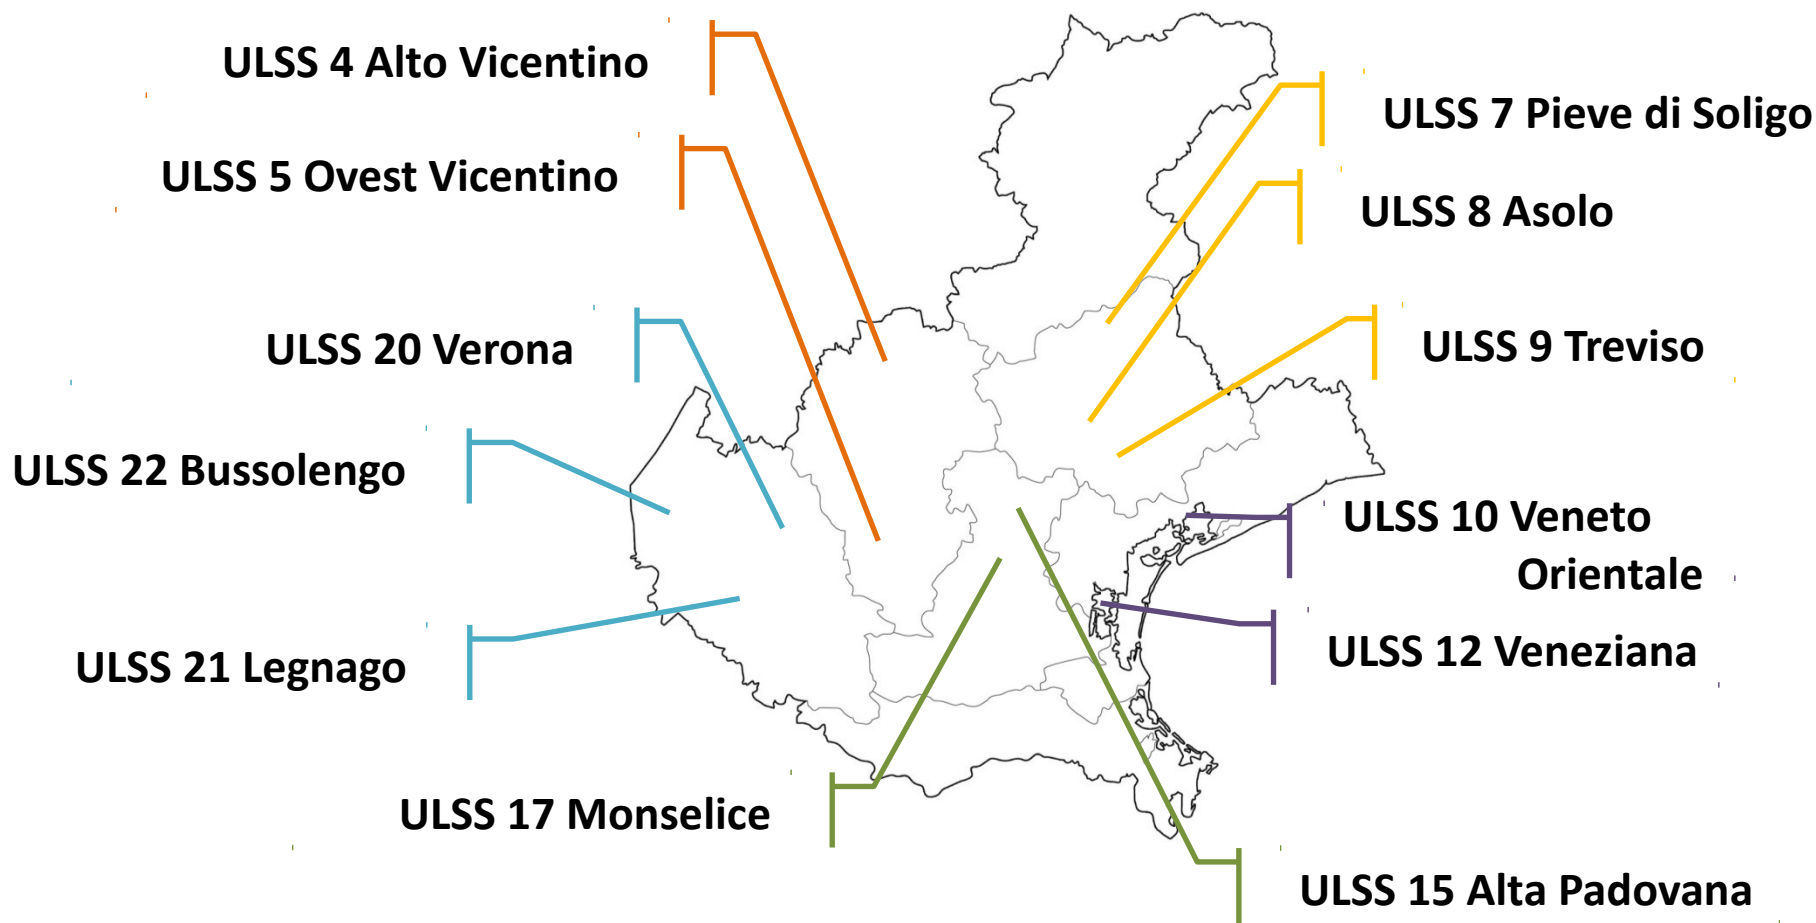 ULSS 4 Alto Vicentino
ULSS 7 Pieve di Soligo
ULSS 5 Ovest Vicentino
ULSS 8 Asolo
ULSS 20 Verona
ULSS 9 Treviso
ULSS 22 Bussolengo
ULSS 10 Veneto
Orientale
ULSS 21 Legnago
ULSS 12 Veneziana
ULSS 17 Monselice
ULSS 15 Alta Padovana